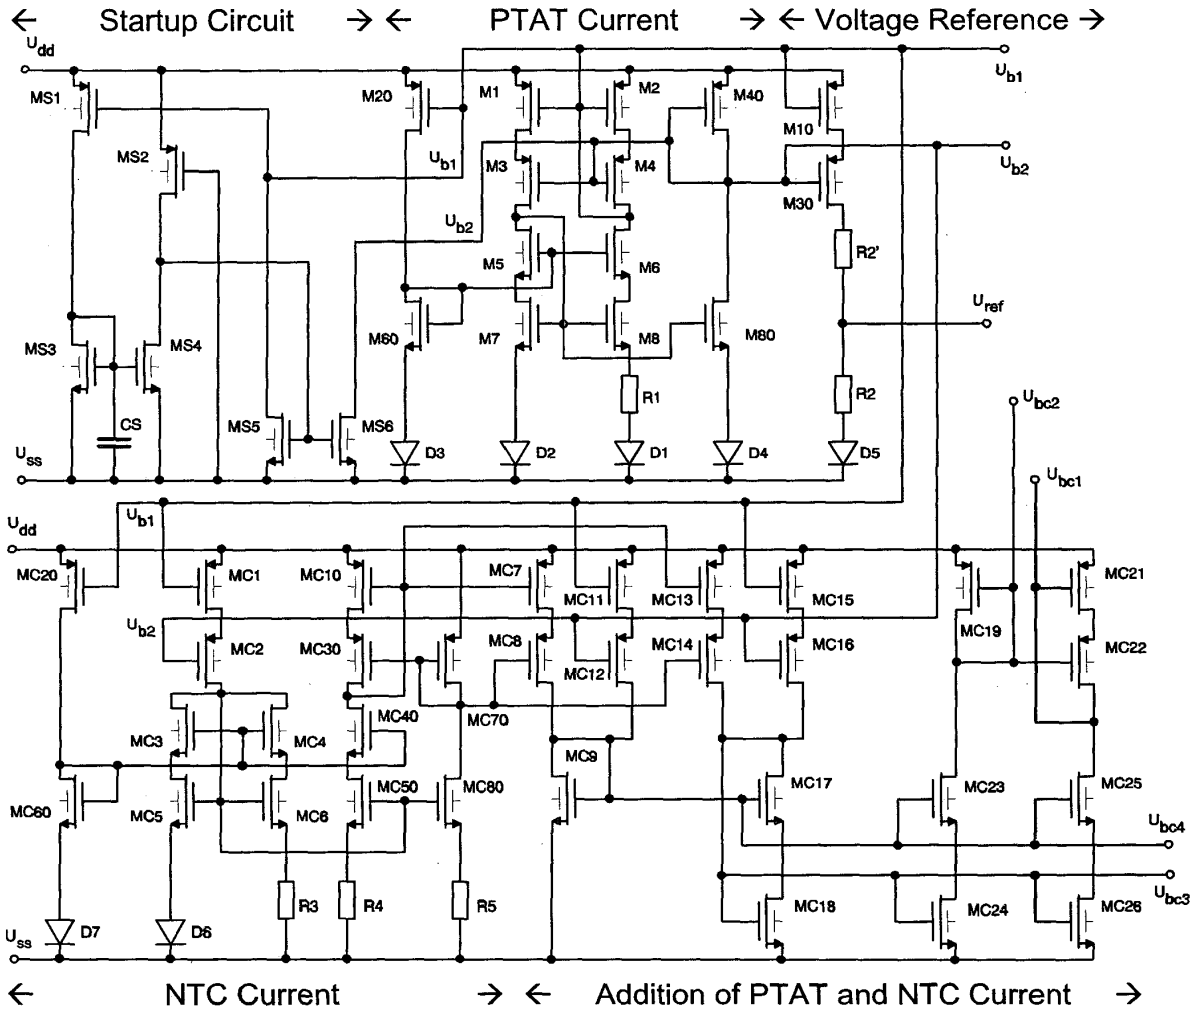 ← Startup Circuit → ← PTAT Current → ← Voltage Reference →
Udd
Ub1
MS1
M20
M1
M2
M40
M10
MS2
Ub1
M3
M4
Ub2
M30
Ub2
M5
M6
R2'
Uref
MS3
MS4
M60
M7
M8
M80
R1
R2
CS
MS5
MS6
D3
D2
D1
D4
D5
Uss
Ubc2
Ubc1
Udd
Ub1
MC20
MC1
MC10
MC7
MC11
MC13
MC15
MC19
MC21
Ub2
MC2
MC30
MC8
MC12
MC14
MC16
MC22
MC3
MC4
MC40
MC70
MC9
MC60
MC5
MC6
MC50
MC80
MC17
MC23
MC25
Ubc4
Ubc3
R3
R4
R5
MC18
MC24
MC26
D7
D6
Uss
← NTC Current → ← Addition of PTAT and NTC Current →